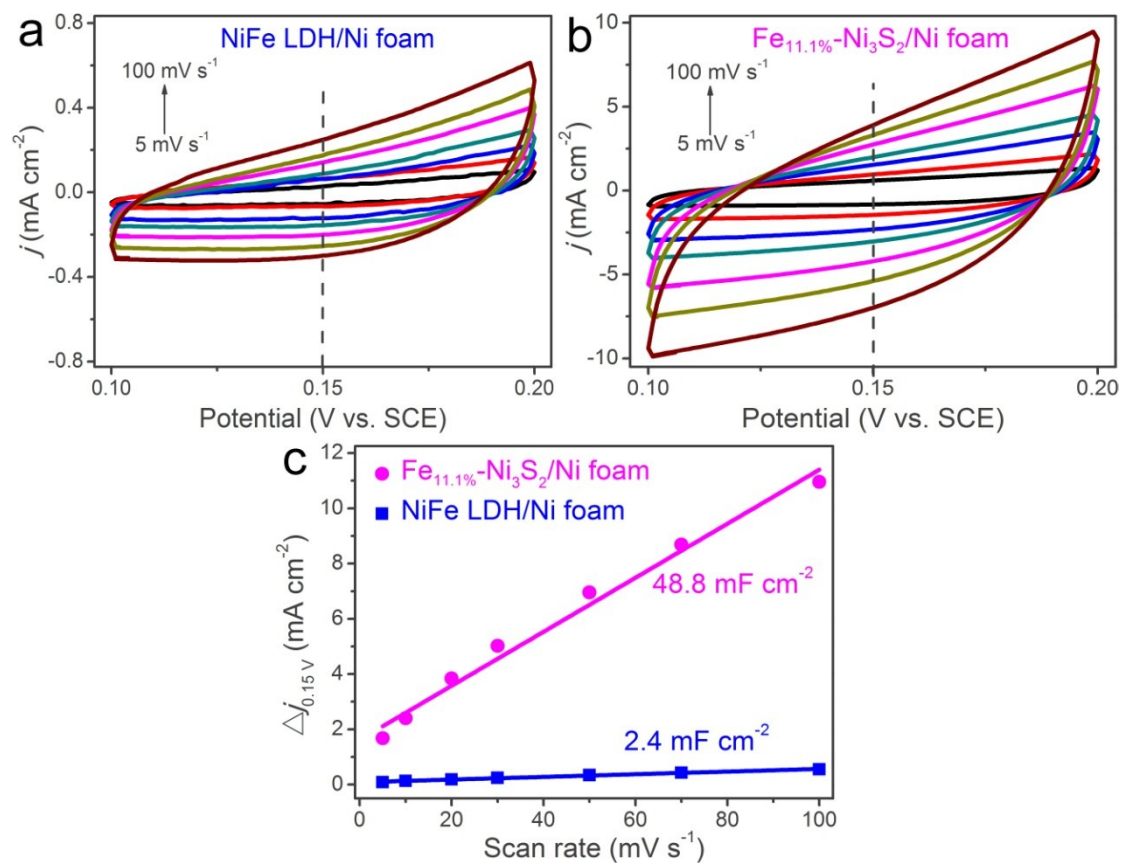 a
NiFe LDH/Ni foam
100 mV s⁻¹
5 mV s⁻¹
0.8
0.4
0.0
-0.4
-0.8
j (mA cm⁻²)
0.10
0.15
0.20
Potential (V vs. SCE)
b
Fe₁₁.₁%-Ni₃S₂/Ni foam
100 mV s⁻¹
5 mV s⁻¹
10
5
0
-5
-10
j (mA cm⁻²)
0.10
0.15
0.20
Potential (V vs. SCE)
c
Fe₁₁.₁%-Ni₃S₂/Ni foam
NiFe LDH/Ni foam
48.8 mF cm⁻²
2.4 mF cm⁻²
12
10
8
6
4
2
0
△j₀.₁₅ V (mA cm⁻²)
0
20
40
60
80
100
Scan rate (mV s⁻¹)